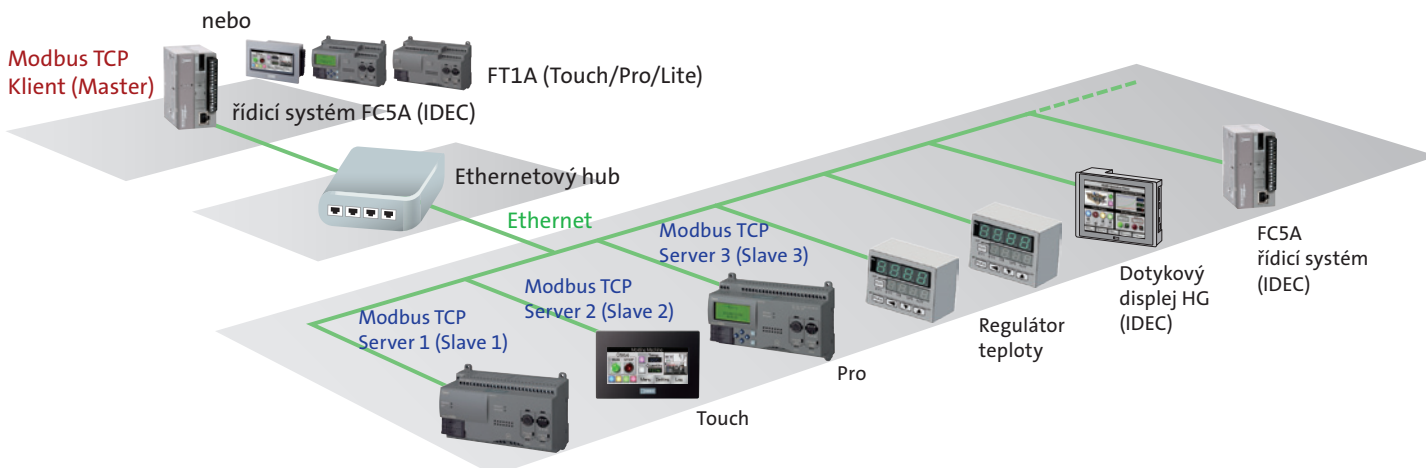 nebo
Modbus TCP
Klient (Master)
FT1A (Touch/Pro/Lite)
řídicí systém FC5A (IDEC)
Ethernetový hub
Ethernet
Modbus TCP
Server 3 (Slave 3)
Modbus TCP
Server 2 (Slave 2)
Modbus TCP
Server 1 (Slave 1)
Touch
Pro
Regulátor
teploty
Dotykový
displej HG
(IDEC)
FC5A
řídicí systém
(IDEC)